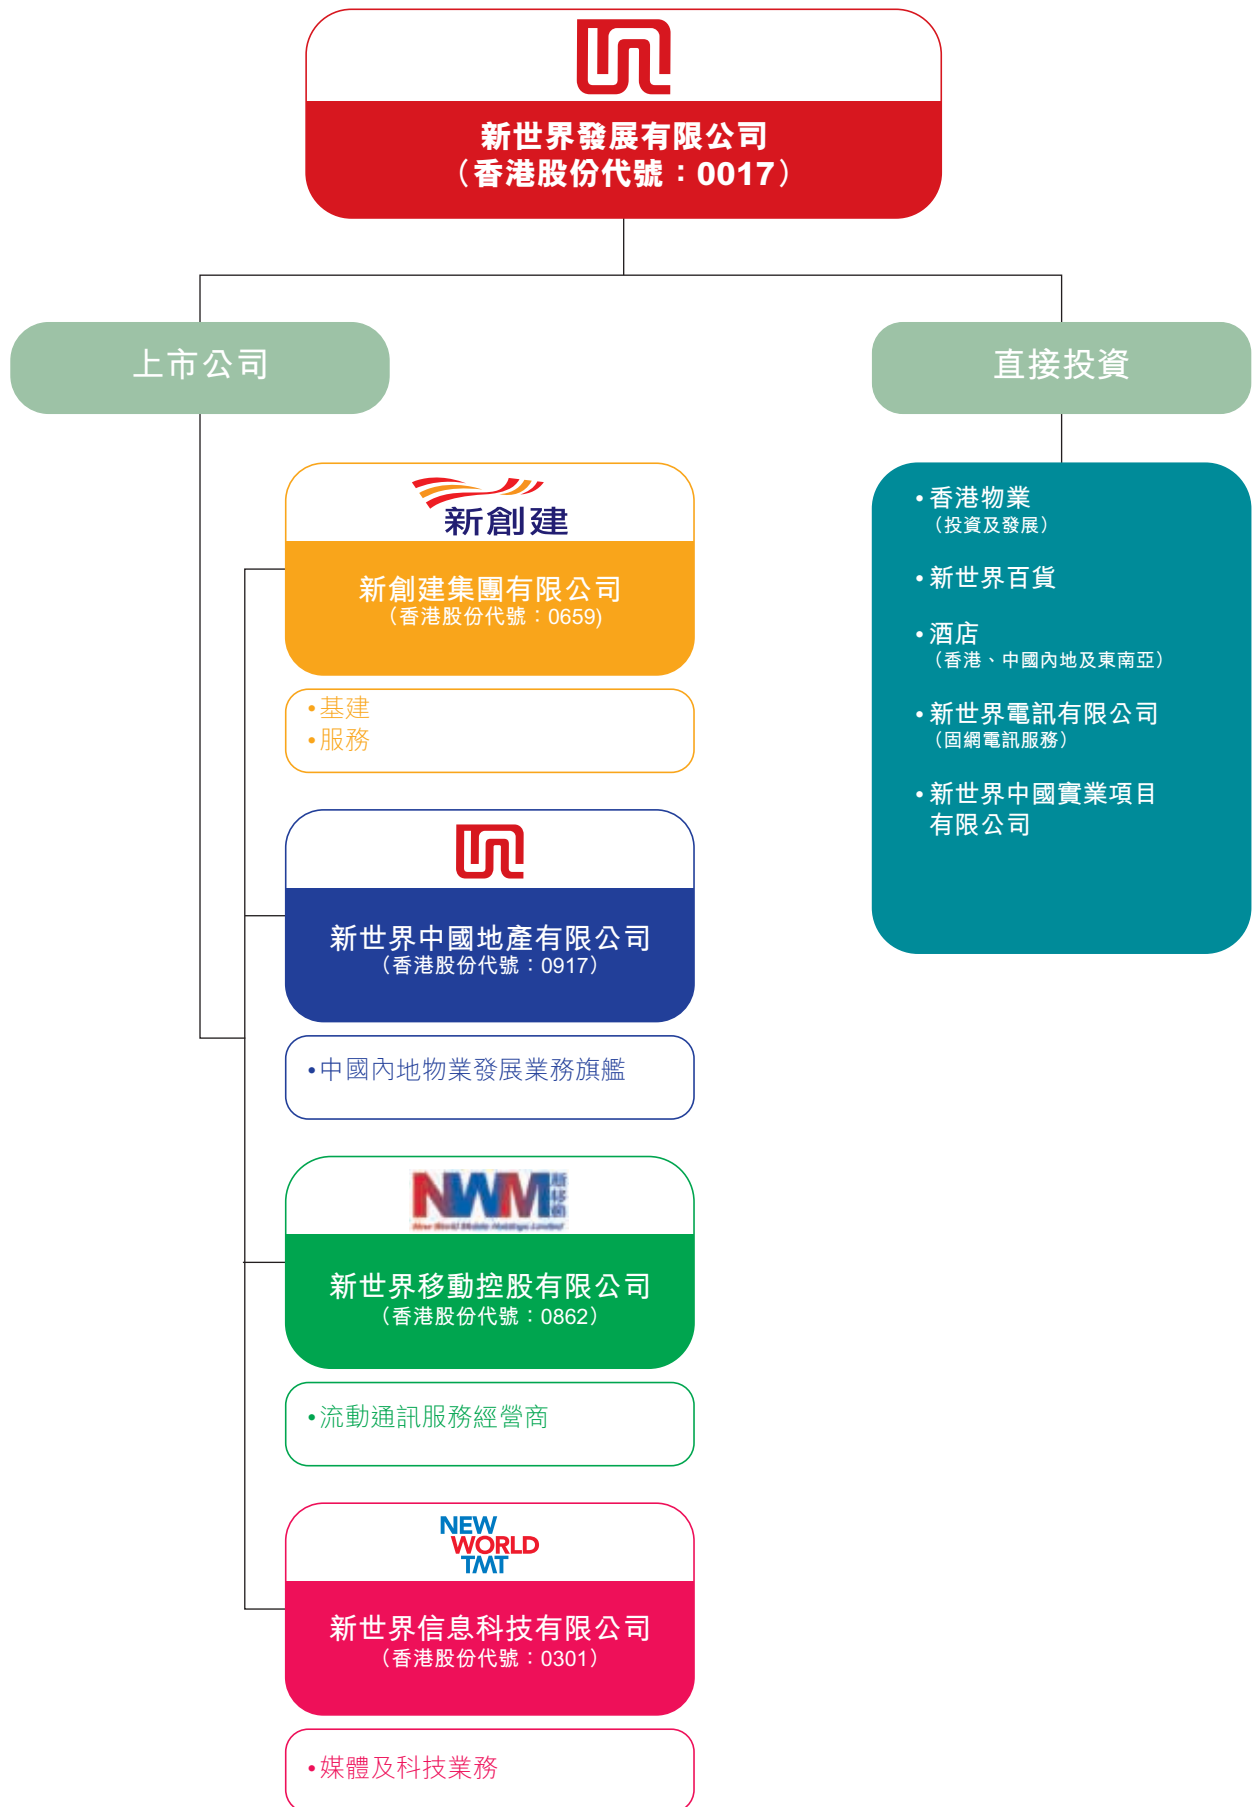 新世界發展有限公司
（香港股份代號：0017）
上市公司
直接投資
新創建
新創建集團有限公司
（香港股份代號：0659)
•基建
•服務
新世界中國地產有限公司
（香港股份代號：0917）
•中國內地物業發展業務旗艦
NWM
新移動
New World Mobile Holdings Limited
新世界移動控股有限公司
（香港股份代號：0862）
•流動通訊服務經營商
NEW
WORLD
TMT
新世界信息科技有限公司
（香港股份代號：0301）
•媒體及科技業務
•香港物業
（投資及發展）
•新世界百貨
•酒店
（香港、中國內地及東南亞）
•新世界電訊有限公司
（固網電訊服務）
•新世界中國實業項目
有限公司